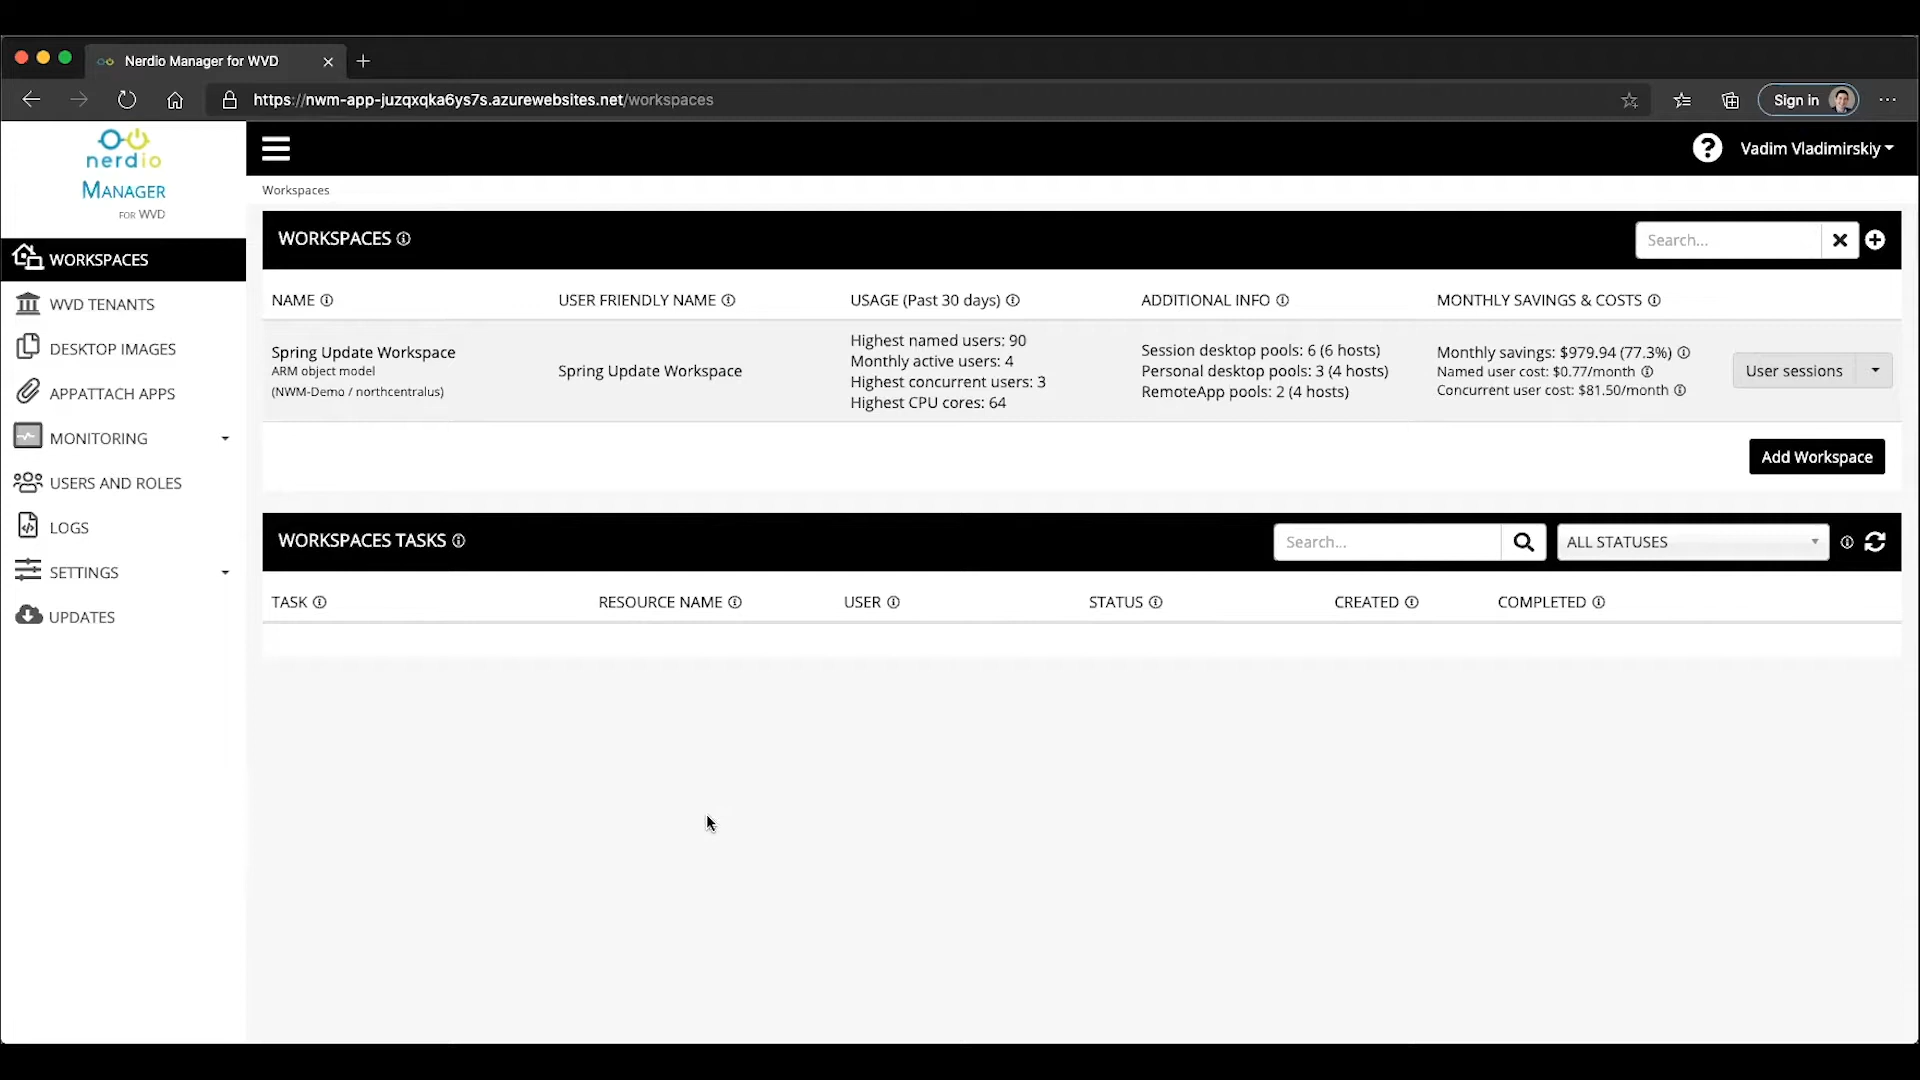 Nerdio Manager for WVD
https://nwm-app-juzqxqka6ys7s.azurewebsites.net/workspaces
Sign in
nerdio
MANAGER
FOR WVD
Vadim Vladimirskiy
WORKSPACES
WVD TENANTS
DESKTOP IMAGES
APPATTACH APPS
MONITORING
USERS AND ROLES
LOGS
SETTINGS
UPDATES
Workspaces
WORKSPACES
Search...
NAME USER FRIENDLY NAME USAGE (Past 30 days) ADDITIONAL INFO MONTHLY SAVINGS & COSTS
Spring Update Workspace
ARM object model
(NWM-Demo / northcentralus)
Spring Update Workspace
Highest named users: 90
Monthly active users: 4
Highest concurrent users: 3
Highest CPU cores: 64
Session desktop pools: 6 (6 hosts)
Personal desktop pools: 3 (4 hosts)
RemoteApp pools: 2 (4 hosts)
Monthly savings: $979.94 (77.3%)
Named user cost: $0.77/month
Concurrent user cost: $81.50/month
User sessions
Add Workspace
WORKSPACES TASKS
Search...
ALL STATUSES
TASK RESOURCE NAME USER STATUS CREATED COMPLETED